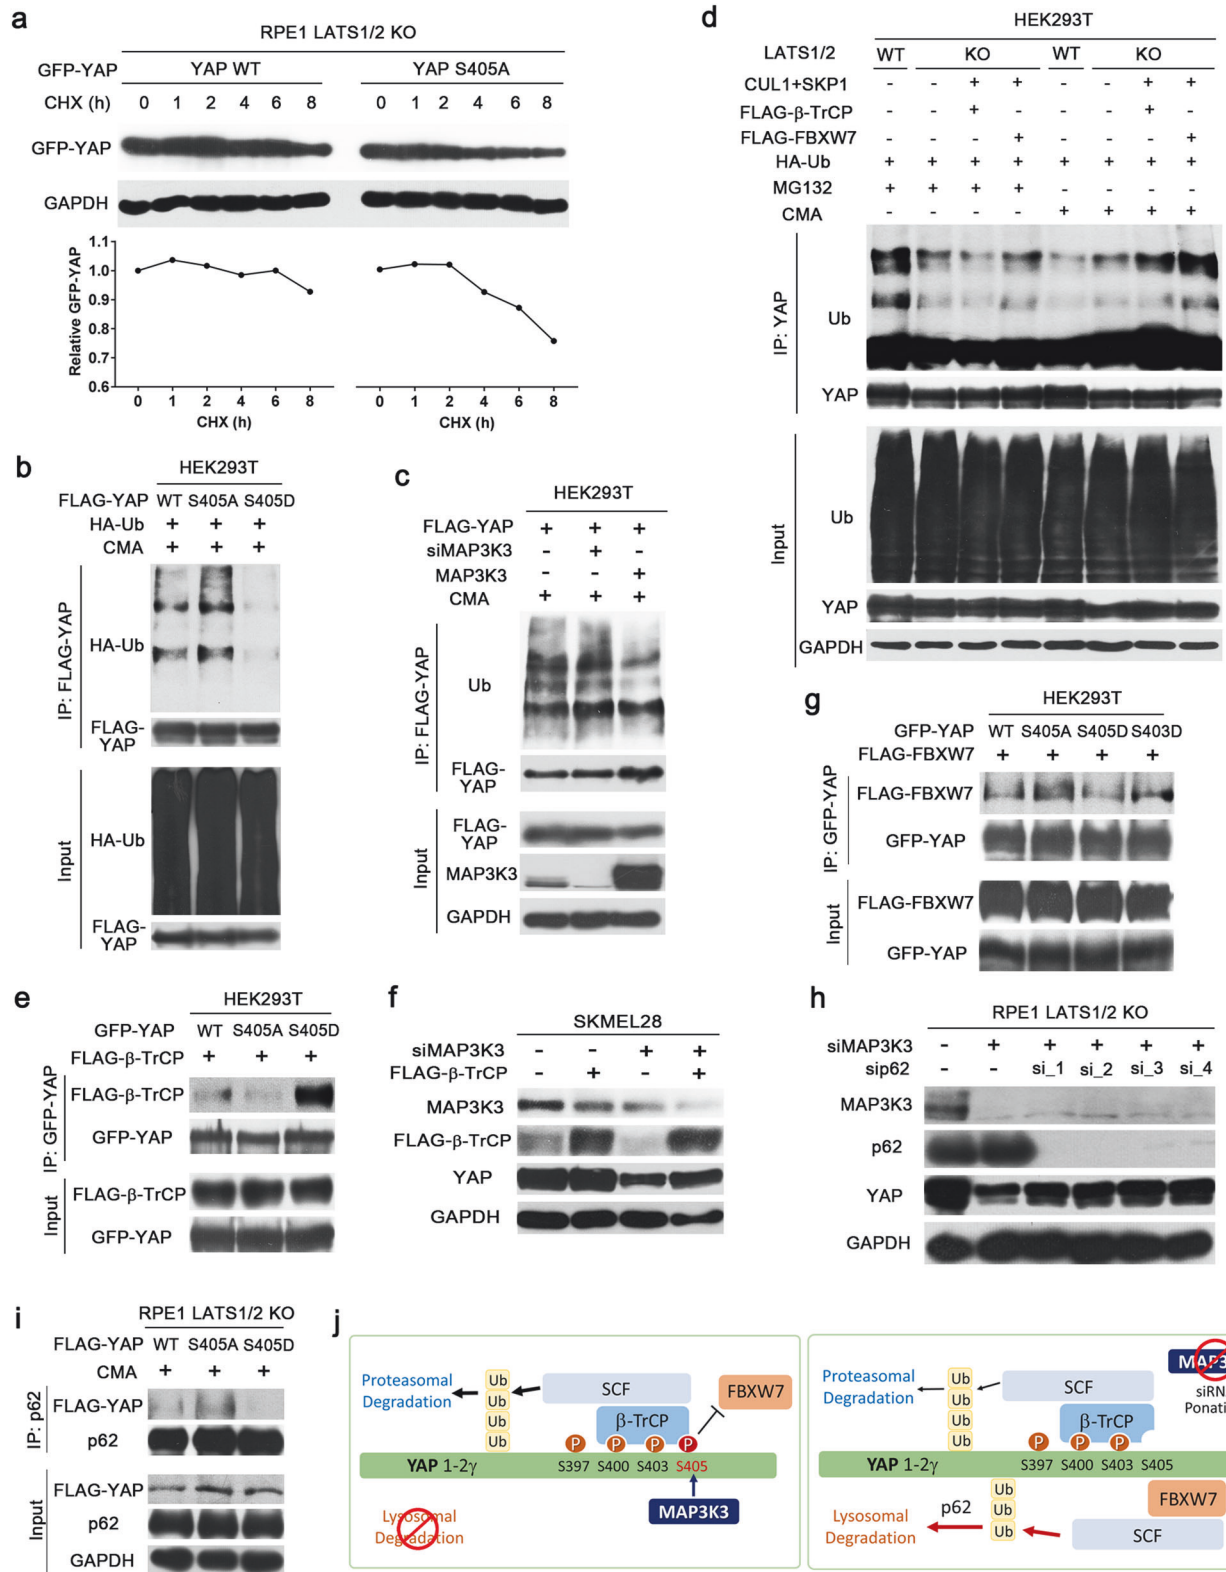 a
RPE1 LATS1/2 KO
GFP-YAP YAP WT YAP S405A
CHX (h) 0 1 2 4 6 8 0 1 2 4 6 8
GFP-YAP
GAPDH
Relative GFP-YAP
1.1
1.0
0.9
0.8
0.7
0.6
0 1 2 4 6 8 0 1 2 4 6 8
CHX (h) CHX (h)
b
HEK293T
FLAG-YAP WT S405A S405D
HA-Ub + + +
CMA + + +
IP: FLAG-YAP
HA-Ub
FLAG-
YAP
Input
HA-Ub
FLAG-
YAP
c
HEK293T
FLAG-YAP + + +
siMAP3K3 - + -
MAP3K3 - - +
CMA + + +
IP: FLAG-YAP
Ub
FLAG-
YAP
Input
FLAG-
YAP
MAP3K3
GAPDH
d
HEK293T
LATS1/2 WT KO WT KO
CUL1+SKP1 - - + + - - + +
FLAG-β-TrCP - - + - - - + -
FLAG-FBXW7 - - - + - - - +
HA-Ub + + + + + + + +
MG132 + + + + - - - -
CMA - - - - + + + +
IP: YAP
Ub
YAP
Input
Ub
YAP
GAPDH
e
HEK293T
GFP-YAP WT S405A S405D
FLAG-β-TrCP + + +
IP: GFP-YAP
FLAG-β-TrCP
GFP-YAP
Input
FLAG-β-TrCP
GFP-YAP
f
SKMEL28
siMAP3K3 - - + +
FLAG-β-TrCP - + - +
MAP3K3
FLAG-β-TrCP
YAP
GAPDH
g
HEK293T
GFP-YAP WT S405A S405D S403D
FLAG-FBXW7 + + + +
IP: GFP-YAP
FLAG-FBXW7
GFP-YAP
Input
FLAG-FBXW7
GFP-YAP
h
RPE1 LATS1/2 KO
siMAP3K3 - + + + + +
sip62 - - si_1 si_2 si_3 si_4
MAP3K3
p62
YAP
GAPDH
i
RPE1 LATS1/2 KO
FLAG-YAP WT S405A S405D
CMA + + +
IP: p62
FLAG-YAP
p62
Input
FLAG-YAP
p62
GAPDH
j
Proteasomal
Degradation
Ub
Ub
Ub
Ub
SCF
FBXW7
β-TrCP
P P P P
YAP 1-2γ S397 S400 S403 S405
Lysosomal
Degradation
MAP3K3
Proteasomal
Degradation
Ub
Ub
Ub
Ub
SCF
MAP3
siRN
Ponati
β-TrCP
P P P
YAP 1-2γ S397 S400 S403 S405
Lysosomal
Degradation
p62
Ub
Ub
Ub
FBXW7
SCF